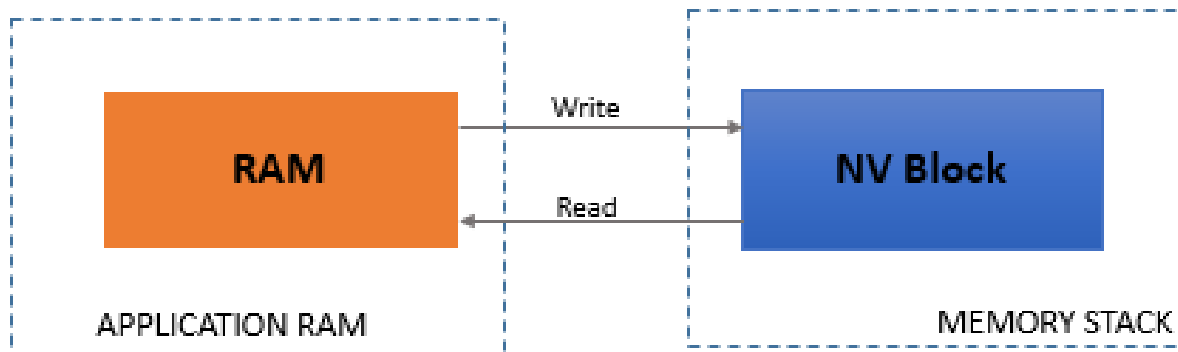 Write
RAM
NV Block
Read
APPLICATION RAM
MEMORY STACK